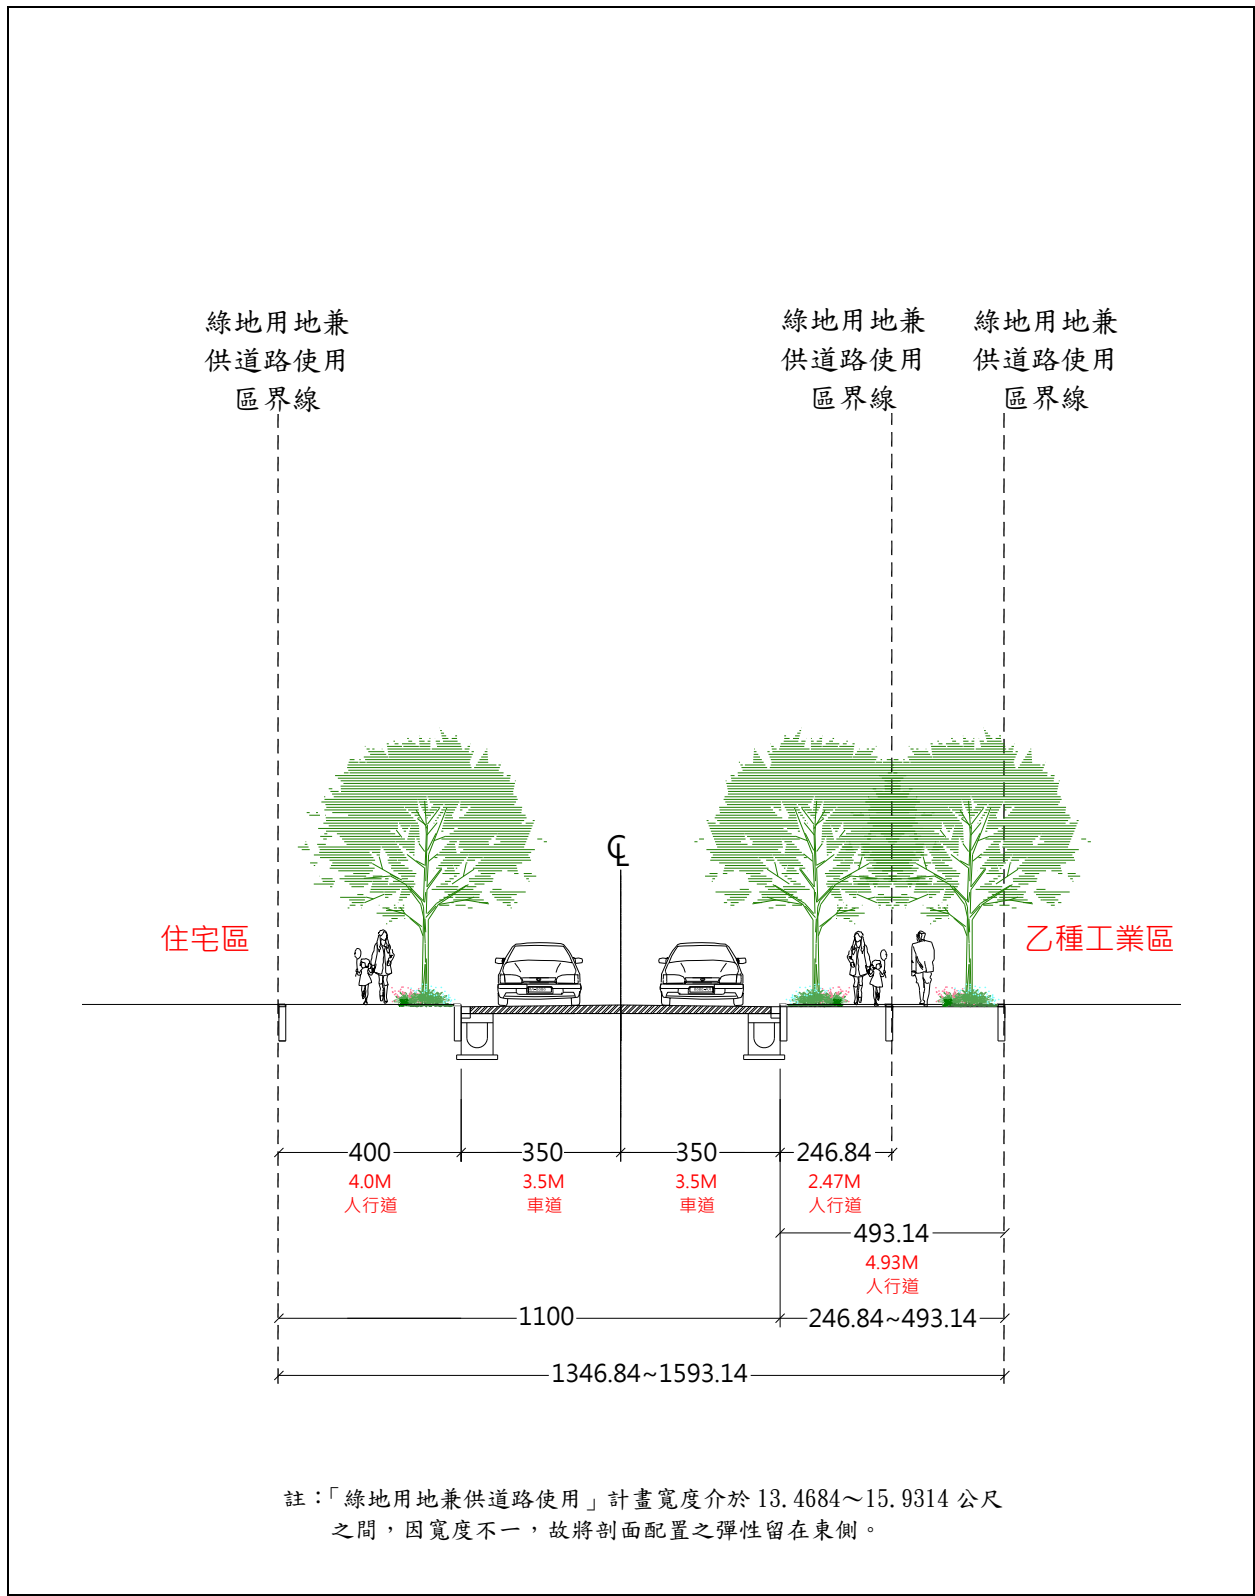 綠地用地兼
供道路使用
區界線
綠地用地兼
供道路使用
區界線
綠地用地兼
供道路使用
區界線
℄
住宅區
乙種工業區
400
4.0M
人行道
350
3.5M
車道
350
3.5M
車道
246.84
2.47M
人行道
493.14
4.93M
人行道
1100
246.84~493.14
1346.84~1593.14
註：「綠地用地兼供道路使用」計畫寬度介於 13.4684～15.9314 公尺
之間，因寬度不一，故將剖面配置之彈性留在東側。